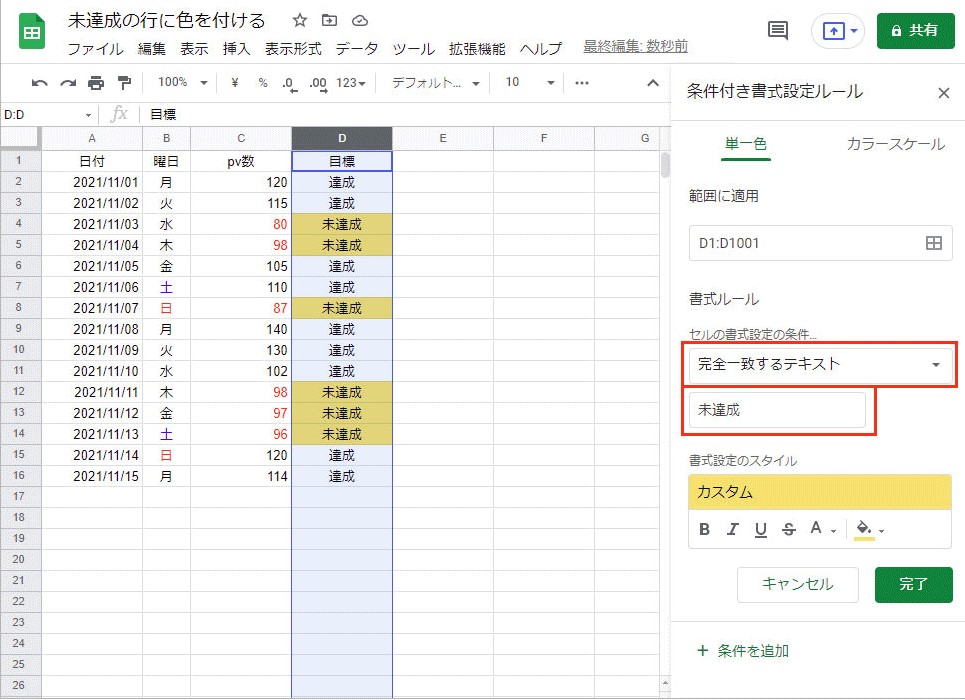 未達成の行に色を付ける
ファイル 編集 表示 挿入 表示形式 データ ツール 拡張機能 ヘルプ 最終編集: 数秒前
共有
100% ¥ % .0 .00 123 デフォルト... 10
D:D fx 目標
A B C D E F G
1 日付 曜日 pv数 目標
2 2021/11/01 月 120 達成
3 2021/11/02 火 115 達成
4 2021/11/03 水 80 未達成
5 2021/11/04 木 98 未達成
6 2021/11/05 金 105 達成
7 2021/11/06 土 110 達成
8 2021/11/07 日 87 未達成
9 2021/11/08 月 140 達成
10 2021/11/09 火 130 達成
11 2021/11/10 水 102 達成
12 2021/11/11 木 98 未達成
13 2021/11/12 金 97 未達成
14 2021/11/13 土 96 未達成
15 2021/11/14 日 120 達成
16 2021/11/15 月 114 達成
17
18
19
20
21
22
23
24
25
26
条件付き書式設定ルール
単一色 カラースケール
範囲に適用
D1:D1001
書式ルール
セルの書式設定の条件...
完全一致するテキスト
未達成
書式設定のスタイル
カスタム
B I U S A
キャンセル 完了
+ 条件を追加